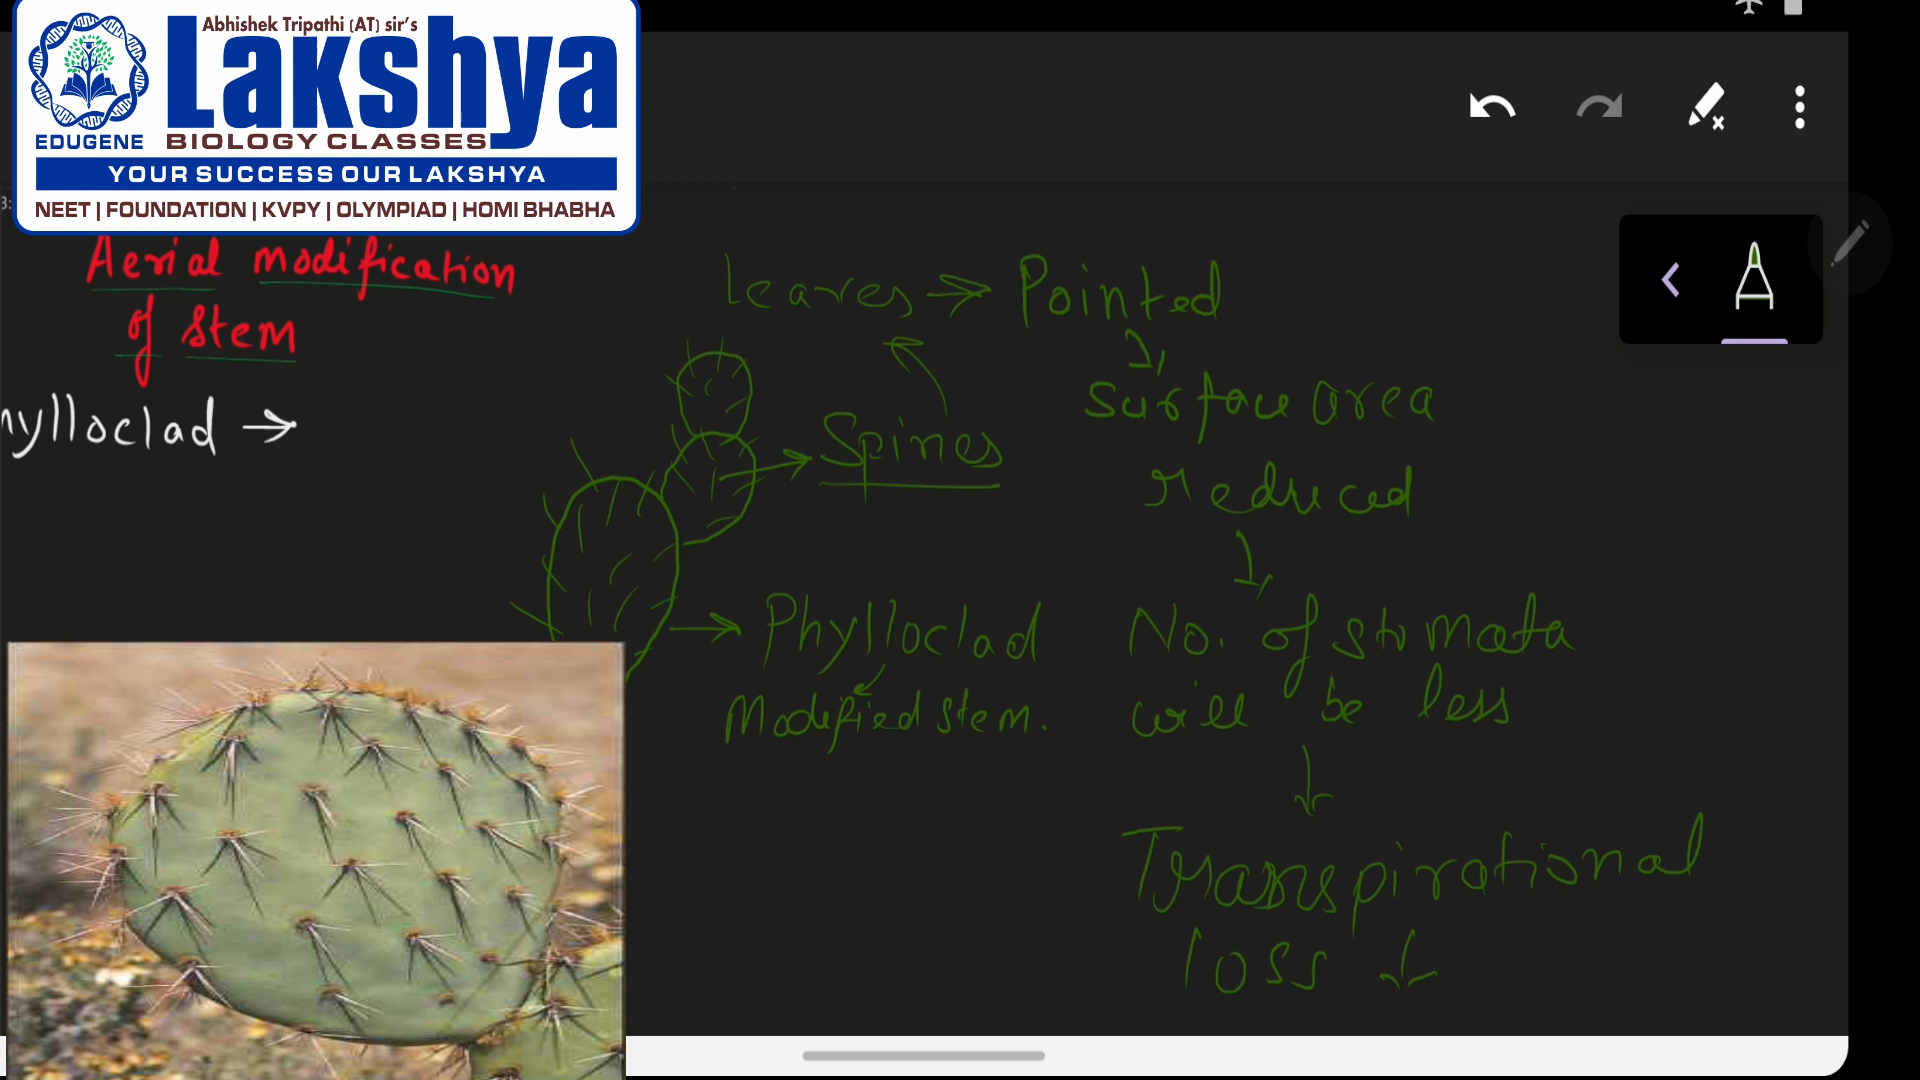 Abhishek Tripathi (AT) sir's
Lakshya
EDUGENE
BIOLOGY CLASSES
YOUR SUCCESS OUR LAKSHYA
NEET | FOUNDATION | KVPY | OLYMPIAD | HOMI BHABHA
Aerial modification
of stem
hylloclad →
leaves → Pointed
Surface area
reduced
Spines
Phylloclad
Modified stem.
No. of stomata
will be less
Transpirational
loss ↓